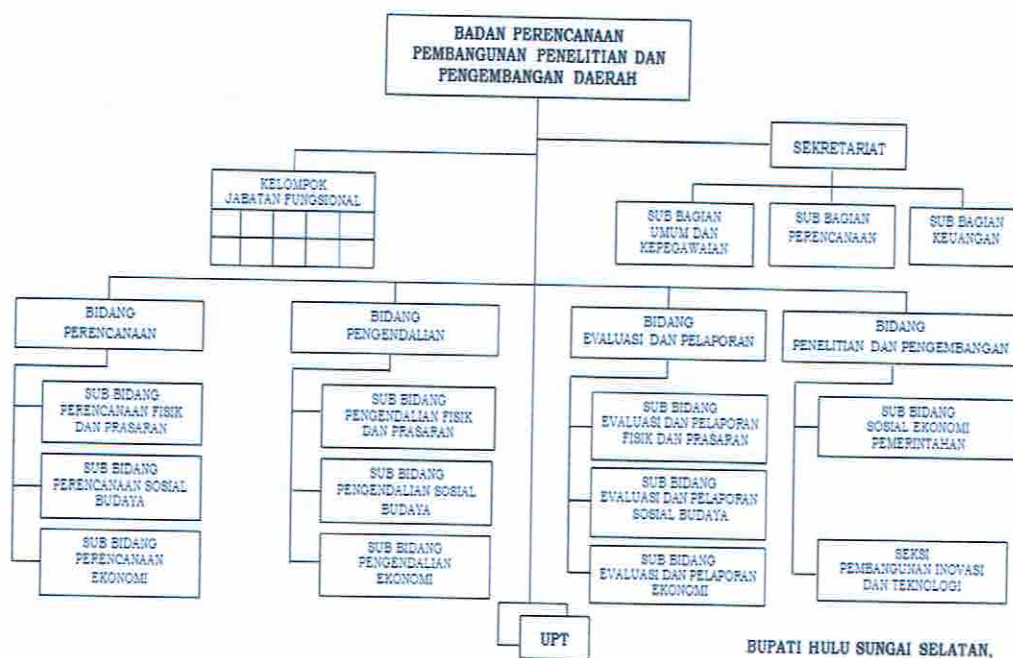 BADAN PERENCANAAN
PEMBANGUNAN PENELITIAN DAN
PENGEMBANGAN DAERAH
SEKRETARIAT
KELOMPOK
JABATAN FUNGSIONAL
SUB BAGIAN
UMUM DAN
KEPEGAWAIAN
SUB BAGIAN
PERENCANAAN
SUB BAGIAN
KEUANGAN
BIDANG
PERENCANAAN
BIDANG
PENGENDALIAN
BIDANG
EVALUASI DAN PELAPORAN
BIDANG
PENELITIAN DAN PENGEMBANGAN
SUB BIDANG
PERENCANAAN FISIK
DAN PRASARAN
SUB BIDANG
PENGENDALIAN FISIK
DAN PRASARAN
SUB BIDANG
EVALUASI DAN PELAPORAN
FISIK DAN PRASARAN
SUB BIDANG
SOSIAL EKONOMI
PEMERINTAHAN
SUB BIDANG
PERENCANAAN SOSIAL
BUDAYA
SUB BIDANG
PENGENDALIAN SOSIAL
BUDAYA
SUB BIDANG
EVALUASI DAN PELAPORAN
SOSIAL BUDAYA
SUB BIDANG
PERENCANAAN
EKONOMI
SUB BIDANG
PENGENDALIAN
EKONOMI
SUB BIDANG
EVALUASI DAN PELAPORAN
EKONOMI
SEKSI
PEMBANGUNAN INOVASI
DAN TEKNOLOGI
UPT
BUPATI HULU SUNGAI SELATAN,